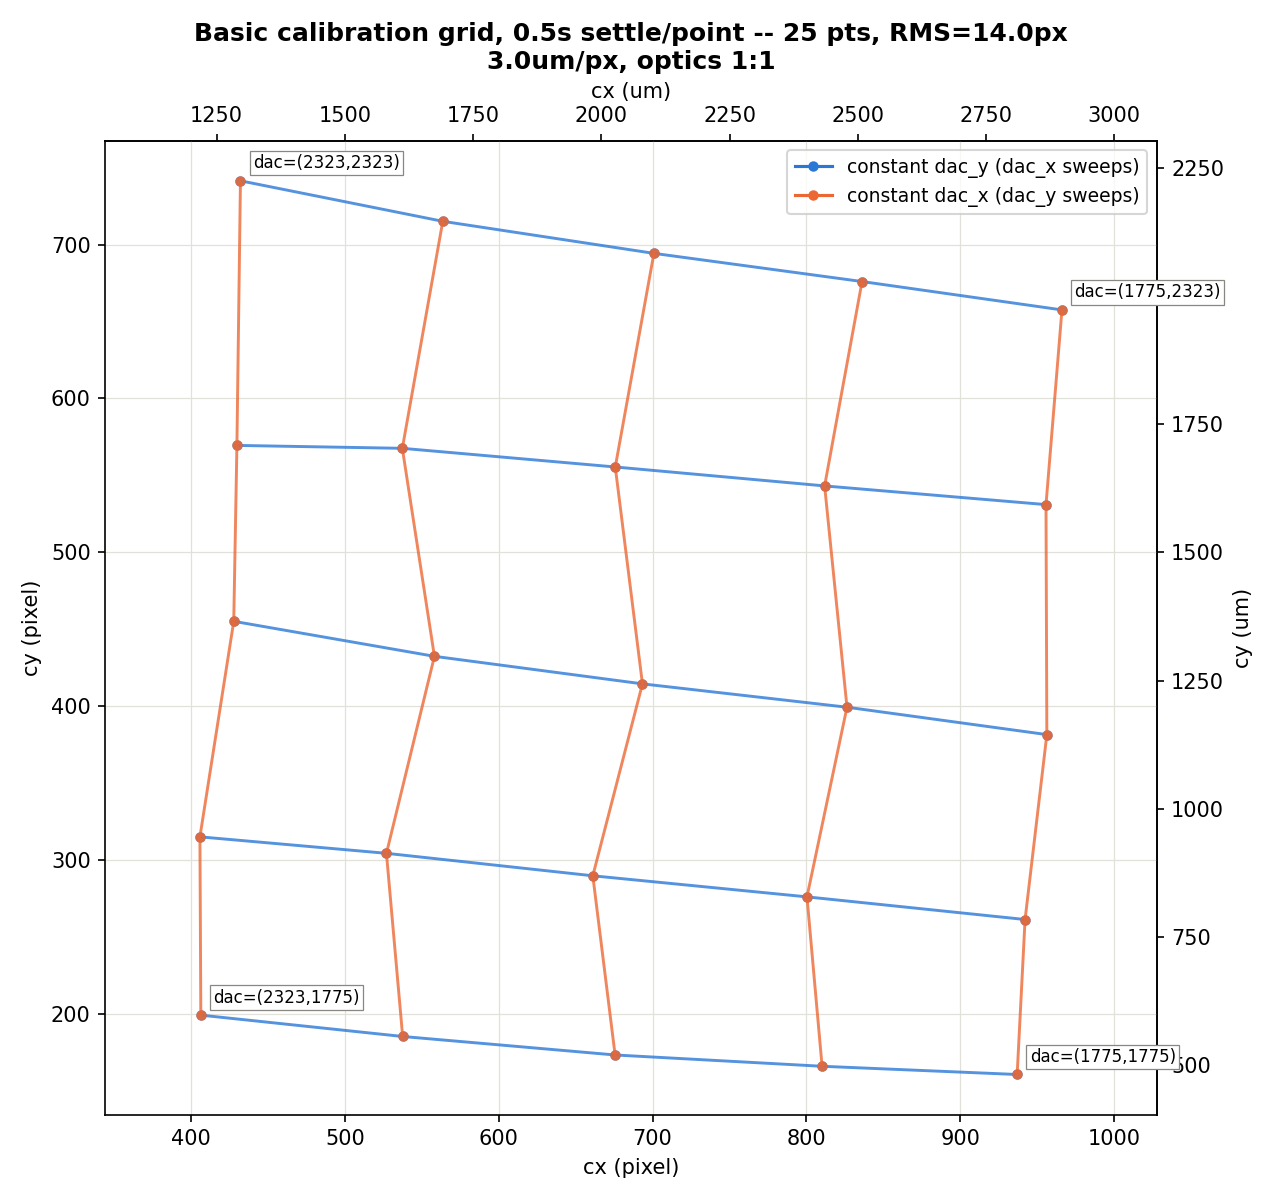 Basic calibration grid, 0.5s settle/point -- 25 pts, RMS=14.0px
3.0um/px, optics 1:1
cx (um)
1250 1500 1750 2000 2250 2500 2750 3000
dac=(2323,2323)
constant dac_y (dac_x sweeps)
constant dac_x (dac_y sweeps)
dac=(1775,2323)
dac=(2323,1775)
dac=(1775,1775)
700
600
500
400
300
200
cy (pixel)
2250
1750
1500
1250
1000
750
500
cy (um)
400 500 600 700 800 900 1000
cx (pixel)